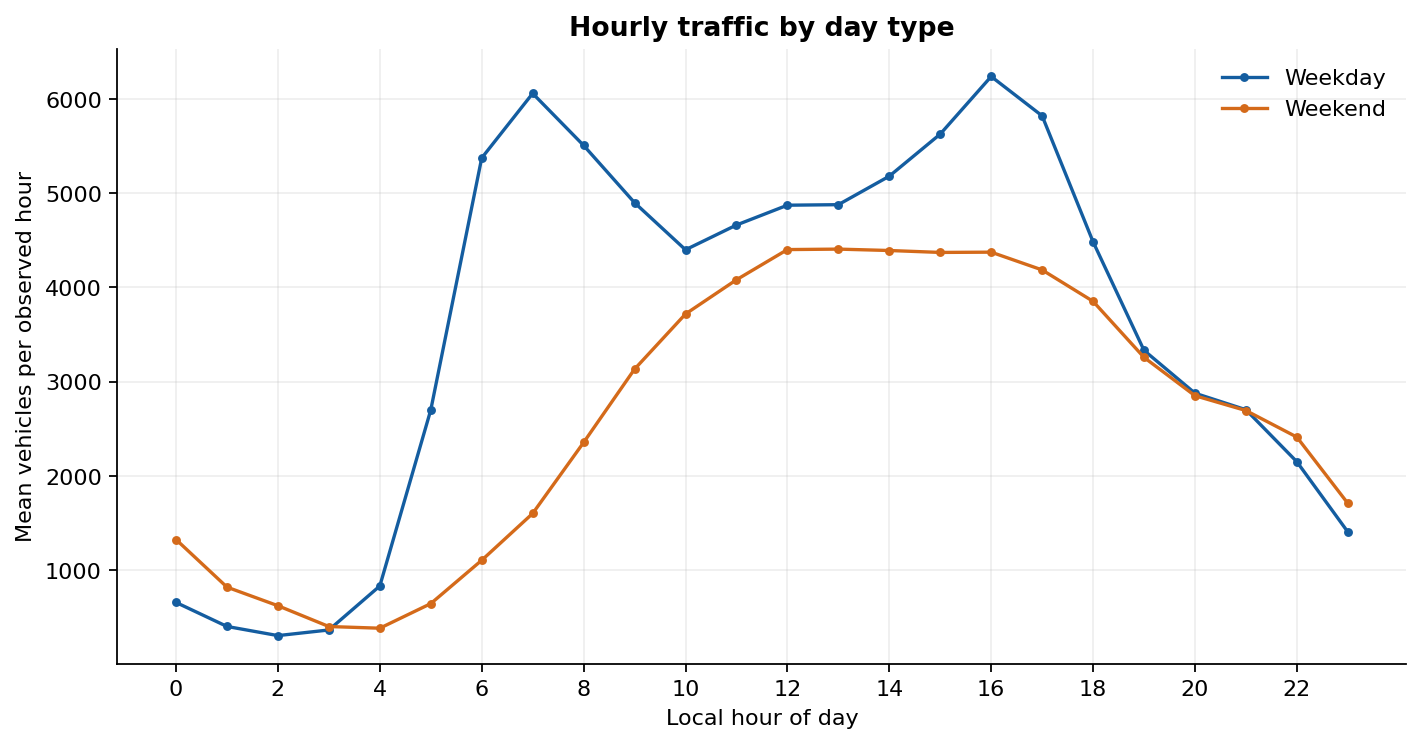 Hourly traffic by day type
Weekday
Weekend
Mean vehicles per observed hour
6000
5000
4000
3000
2000
1000
0 2 4 6 8 10 12 14 16 18 20 22
Local hour of day